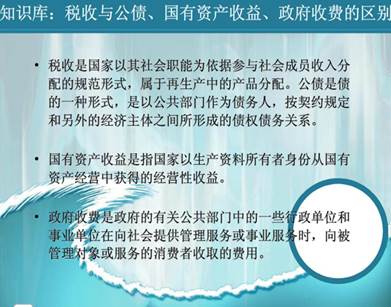 知识库：税收与公债、国有资产收益、政府收费的区别
• 税收是国家以其社会职能为依据参与社会成员收入分
配的规范形式，属于再生产中的产品分配。公债是债
的一种形式，是以公共部门作为债务人，按契约规定
和另外的经济主体之间所形成的债权债务关系。
• 国有资产收益是指国家以生产资料所有者身份从国有
资产经营中获得的经营性收益。
• 政府收费是政府的有关公共部门中的一些行政单位和
事业单位在向社会提供管理服务或事业服务时，向被
管理对象或服务的消费者收取的费用。